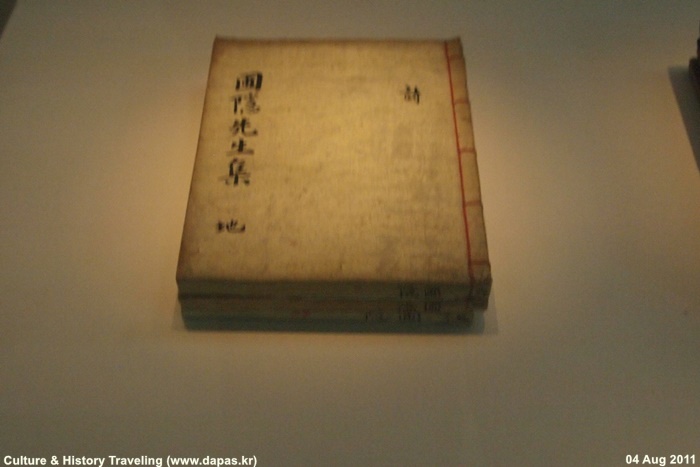 圃隱先生集 地
詩
Culture & History Traveling (www.dapas.kr)
04 Aug 2011